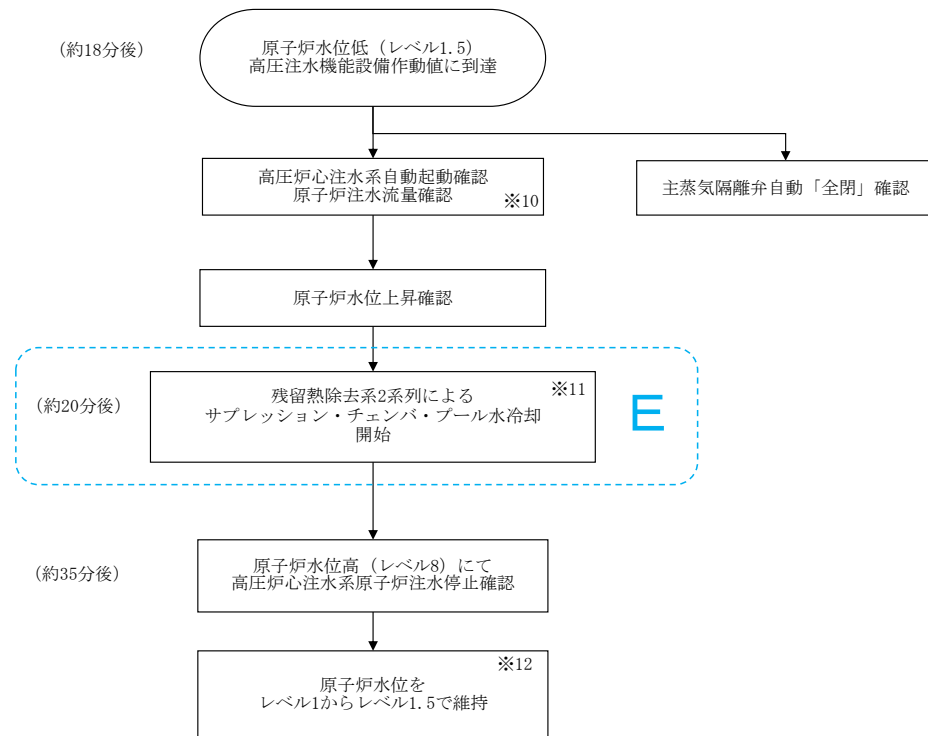 (約18分後)
原子炉水位低（レベル1.5）
高圧注水機能設備作動値に到達
高圧炉心注水系自動起動確認
原子炉注水流量確認
※10
主蒸気隔離弁自動「全閉」確認
原子炉水位上昇確認
(約20分後)
※11
残留熱除去系2系列による
サプレッション・チェンバ・プール水冷却
開始
E
(約35分後)
原子炉水位高（レベル8）にて
高圧炉心注水系原子炉注水停止確認
※12
原子炉水位を
レベル1からレベル1.5で維持